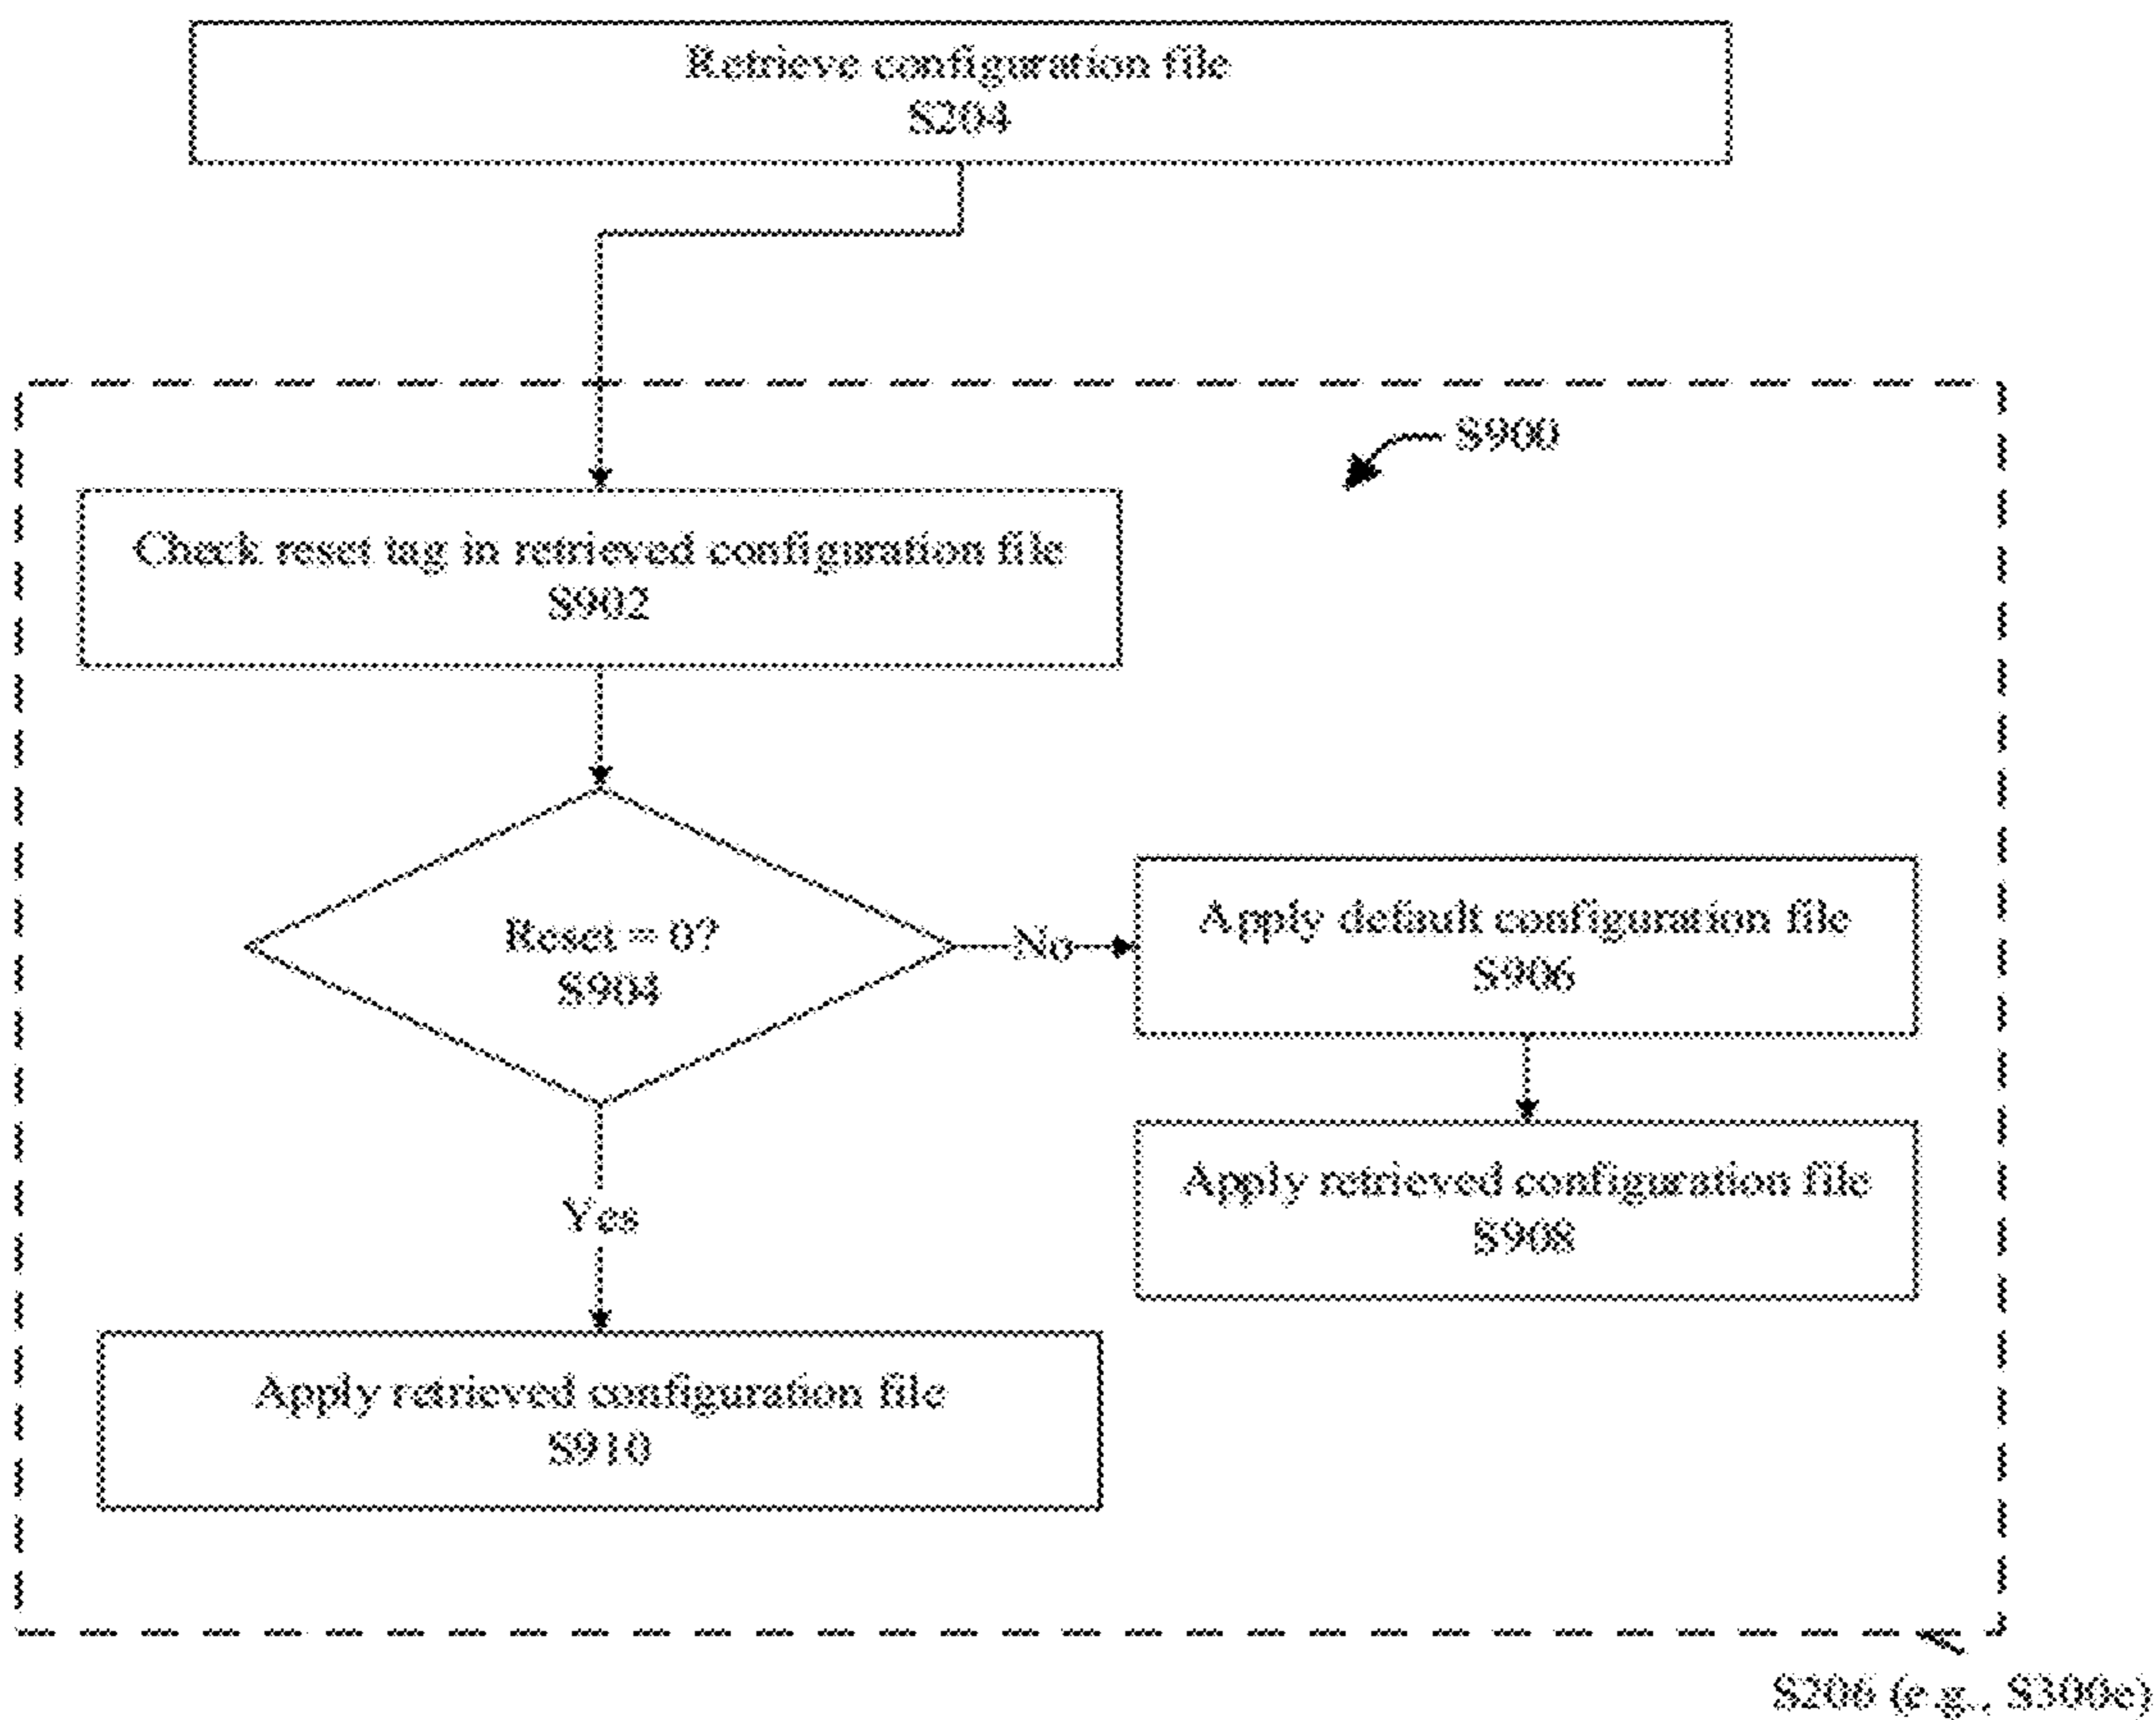 Retrieve configuration file
S204
S900
Check reset tag in retrieved configuration file
S902
Reset = 0?
S904
No
Apply default configuration file
S906
Apply retrieved configuration file
S908
Yes
Apply retrieved configuration file
S910
S206 (e.g., S300e)